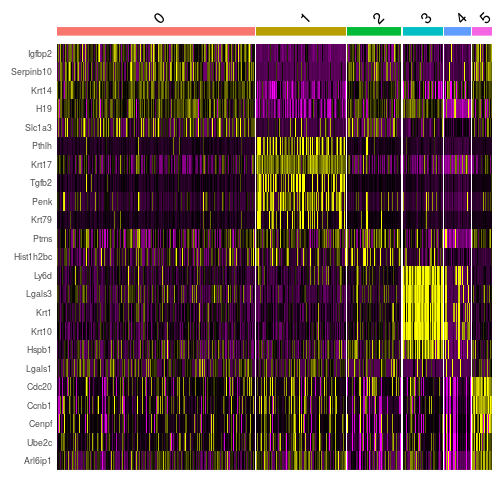 0 1 2 3 4 5
Igfbp2
Serpinb10
Krt14
H19
Slc1a3
Pthlh
Krt17
Tgfb2
Penk
Krt79
Ptms
Hist1h2bc
Ly6d
Lgals3
Krt1
Krt10
Hspb1
Lgals1
Cdc20
Ccnb1
Cenpf
Ube2c
Arl6ip1